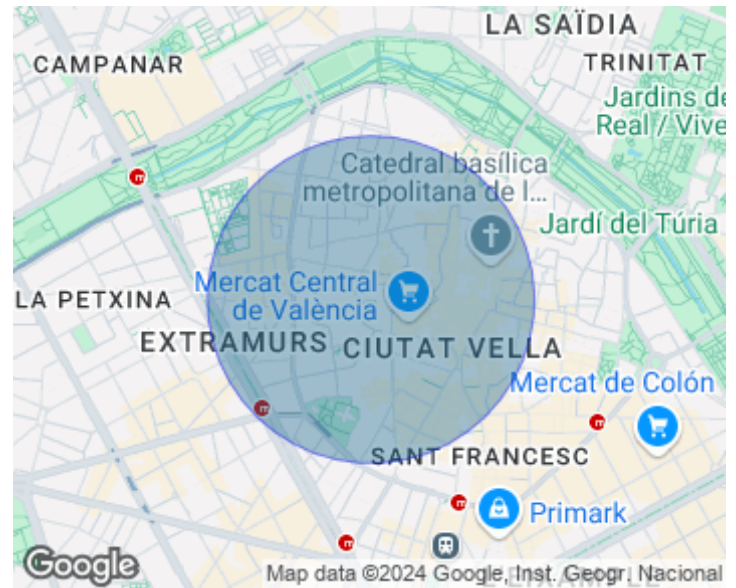 LA SAÏDIA
CAMPANAR
TRINITAT
Jardins de
Real / Vive
Catedral basílica
metropolitana de l...
Jardí del Túria
Mercat Central
de València
LA PETXINA
EXTRAMURS
CIUTAT VELLA
Mercat de Colón
SANT FRANCESC
Primark
L'EIXAMPLE
Google
Map data ©2024 Google, Inst. Geogr. Nacional